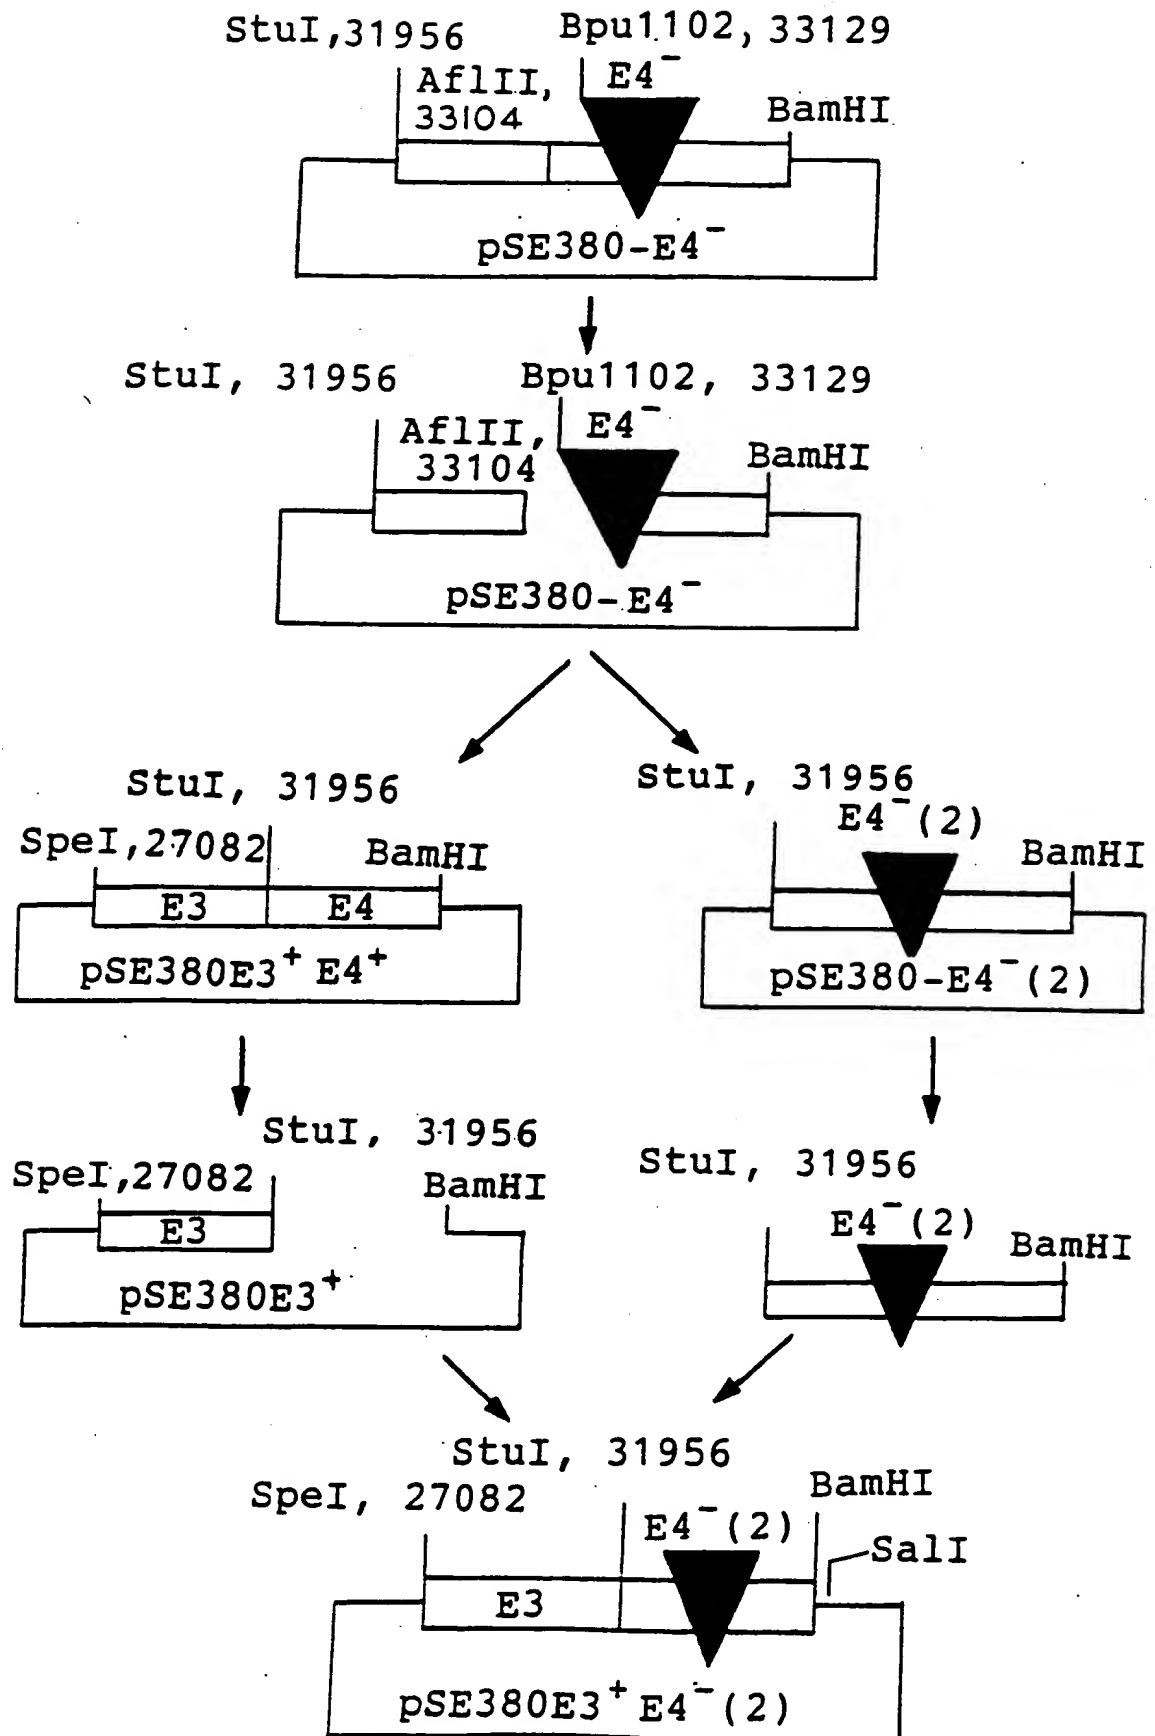 StuI,31956
Bpu1102, 33129
AflII,
33104
E4⁻
BamHI
pSE380-E4⁻
StuI, 31956
Bpu1102, 33129
AflII,
33104
E4⁻
BamHI
pSE380-E4⁻
StuI, 31956
SpeI,27082
BamHI
E3
E4
pSE380E3⁺E4⁺
StuI, 31956
E4⁻(2)
BamHI
pSE380-E4⁻(2)
StuI, 31956
SpeI,27082
BamHI
E3
pSE380E3⁺
StuI, 31956
E4⁻(2)
BamHI
StuI, 31956
SpeI, 27082
BamHI
E4⁻(2)
SalI
E3
pSE380E3⁺E4⁻(2)